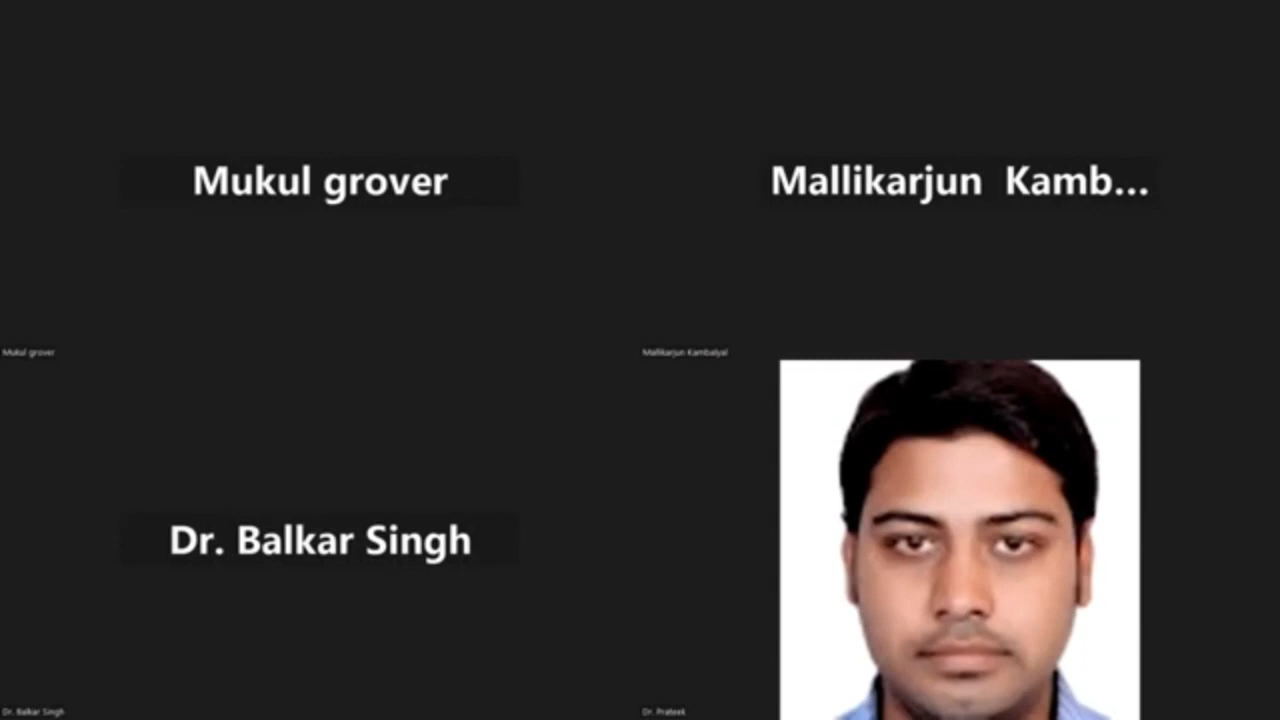 Mukul grover
Mallikarjun Kamb...
Mukul grover
Mallikarjun Kambalyal
Dr. Balkar Singh
Dr. Balkar Singh
Dr. Prateek